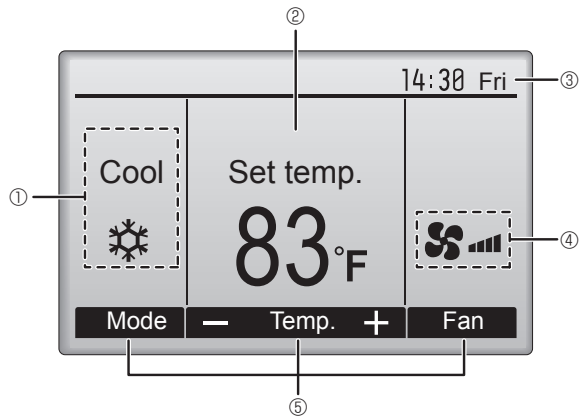 ②
14:30 Fri ③
①
Cool
Set temp.
83°F
④
Mode — Temp. + Fan
⑤